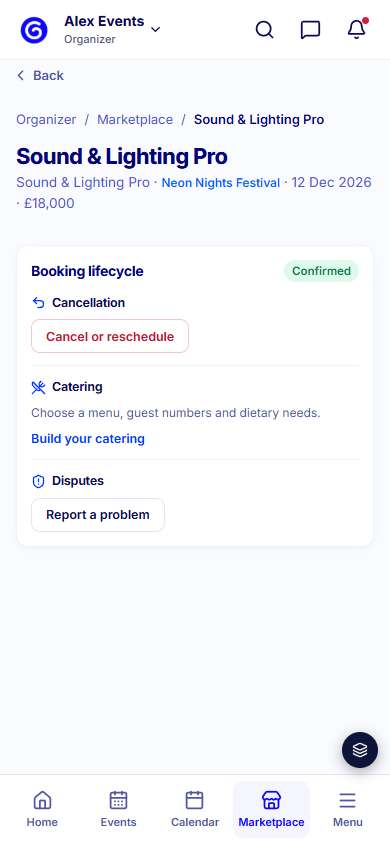 Alex Events
Organizer
Back
Organizer / Marketplace / Sound & Lighting Pro
Sound & Lighting Pro
Sound & Lighting Pro · Neon Nights Festival · 12 Dec 2026
· £18,000
Booking lifecycle
Confirmed
Cancellation
Cancel or reschedule
Catering
Choose a menu, guest numbers and dietary needs.
Build your catering
Disputes
Report a problem
Home
Events
Calendar
Marketplace
Menu